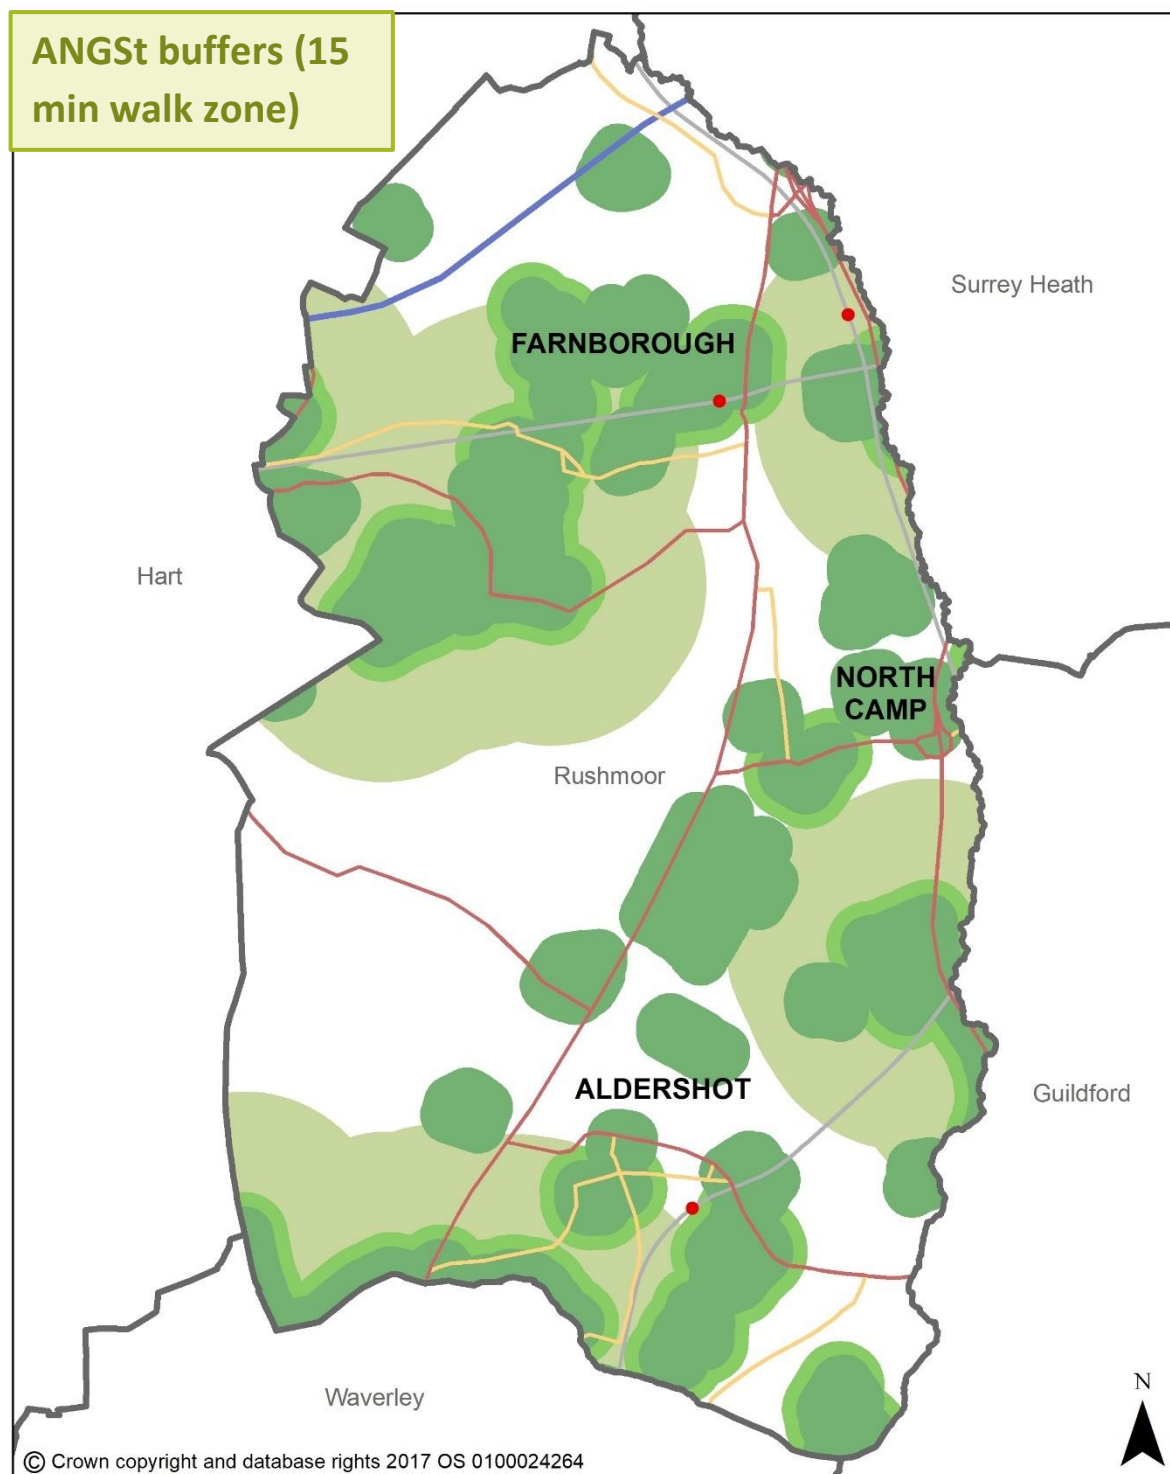 ANGSt buffers (15
min walk zone)
Surrey Heath
FARNBOROUGH
Hart
NORTH
CAMP
Rushmoor
ALDERSHOT
Guildford
Waverley
N
© Crown copyright and database rights 2017 OS 0100024264